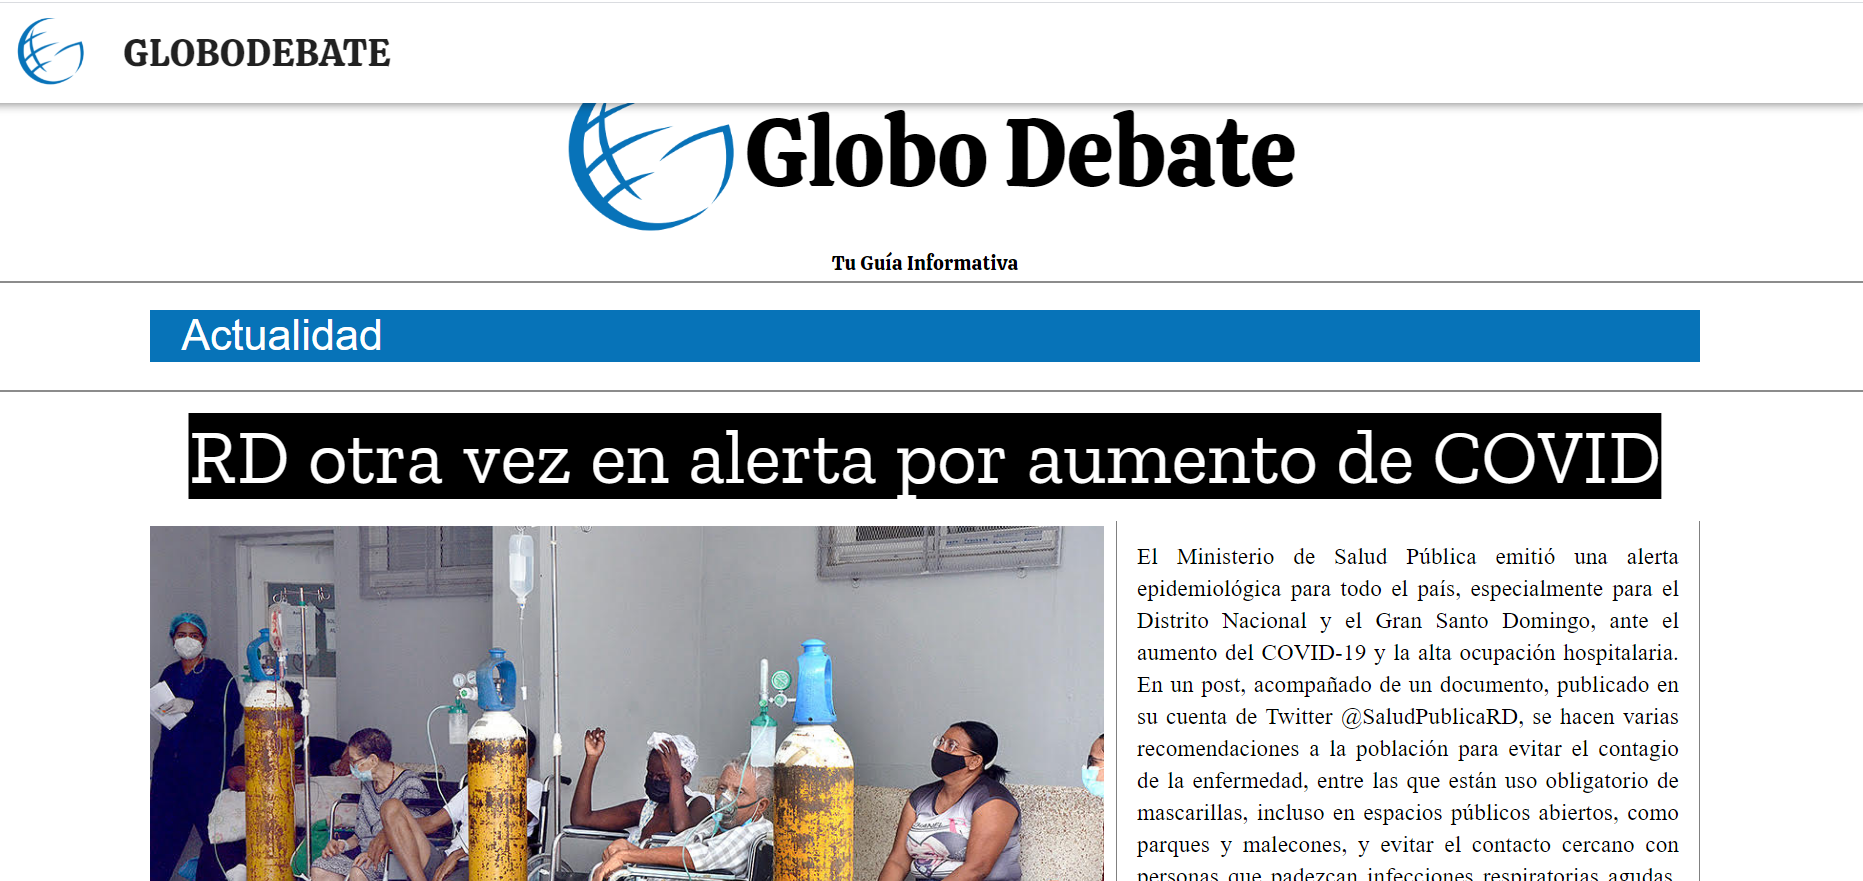 GLOBODEBATE
Globo Debate
Tu Guía Informativa
Actualidad
RD otra vez en alerta por aumento de COVID
El Ministerio de Salud Pública emitió una alerta
epidemiológica para todo el país, especialmente para el
Distrito Nacional y el Gran Santo Domingo, ante el
aumento del COVID-19 y la alta ocupación hospitalaria.
En un post, acompañado de un documento, publicado en
su cuenta de Twitter @SaludPublicaRD, se hacen varias
recomendaciones a la población para evitar el contagio
de la enfermedad, entre las que están uso obligatorio de
mascarillas, incluso en espacios públicos abiertos, como
parques y malecones, y evitar el contacto cercano con
personas que padezcan infecciones respiratorias agudas,